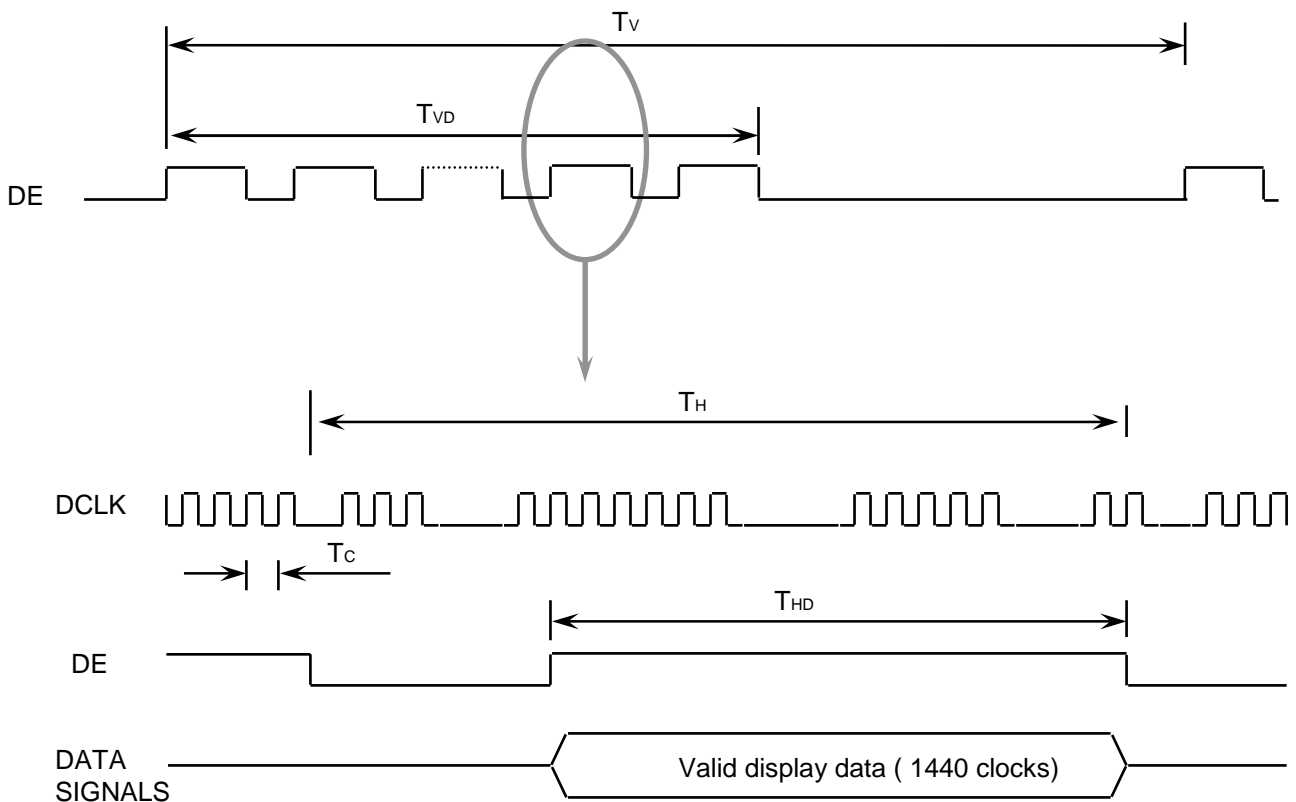 TV
TVD
DE
TH
DCLK
TC
THD
DE
DATA
SIGNALS
Valid display data ( 1440 clocks)